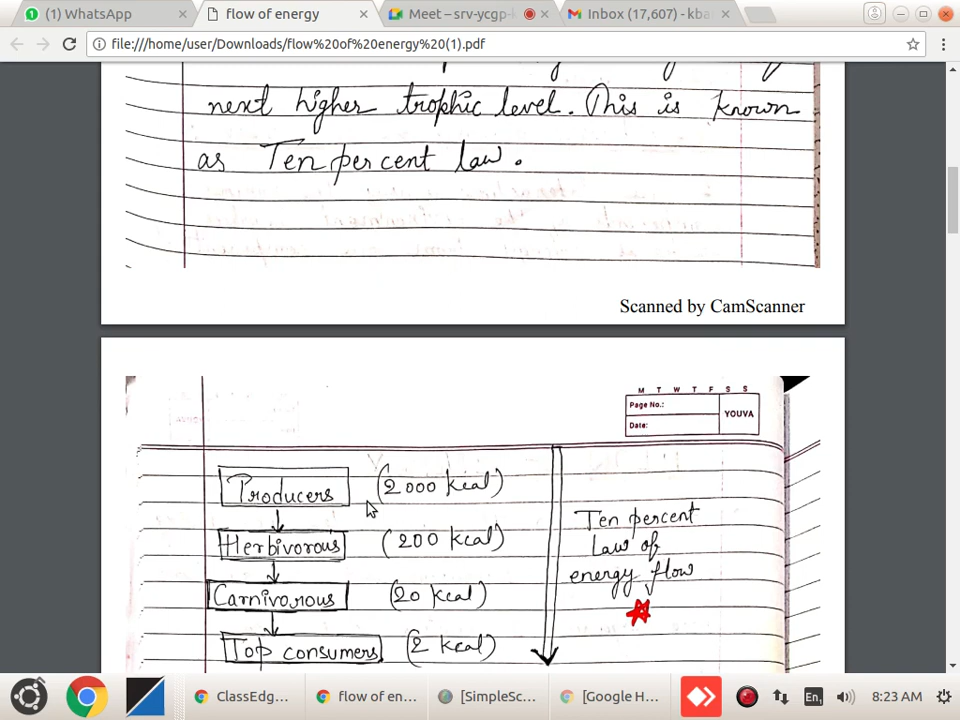 (1) WhatsApp
flow of energy
Meet – srv-ycgp-
Inbox (17,607) - kba
file:///home/user/Downloads/flow%20of%20energy%20(1).pdf
next higher trophic level. This is known
as Ten percent law.
Scanned by CamScanner
M T W T F S S
Page No.:
Date:
YOUVA
Producers (2000 kcal)
Herbivorous (200 kcal)
Carnivorous (20 kcal)
Top consumers (2 kcal)
Ten percent
Law of
energy flow
ClassEdg...
flow of en...
[SimpleSc...
[Google H...
En
8:23 AM